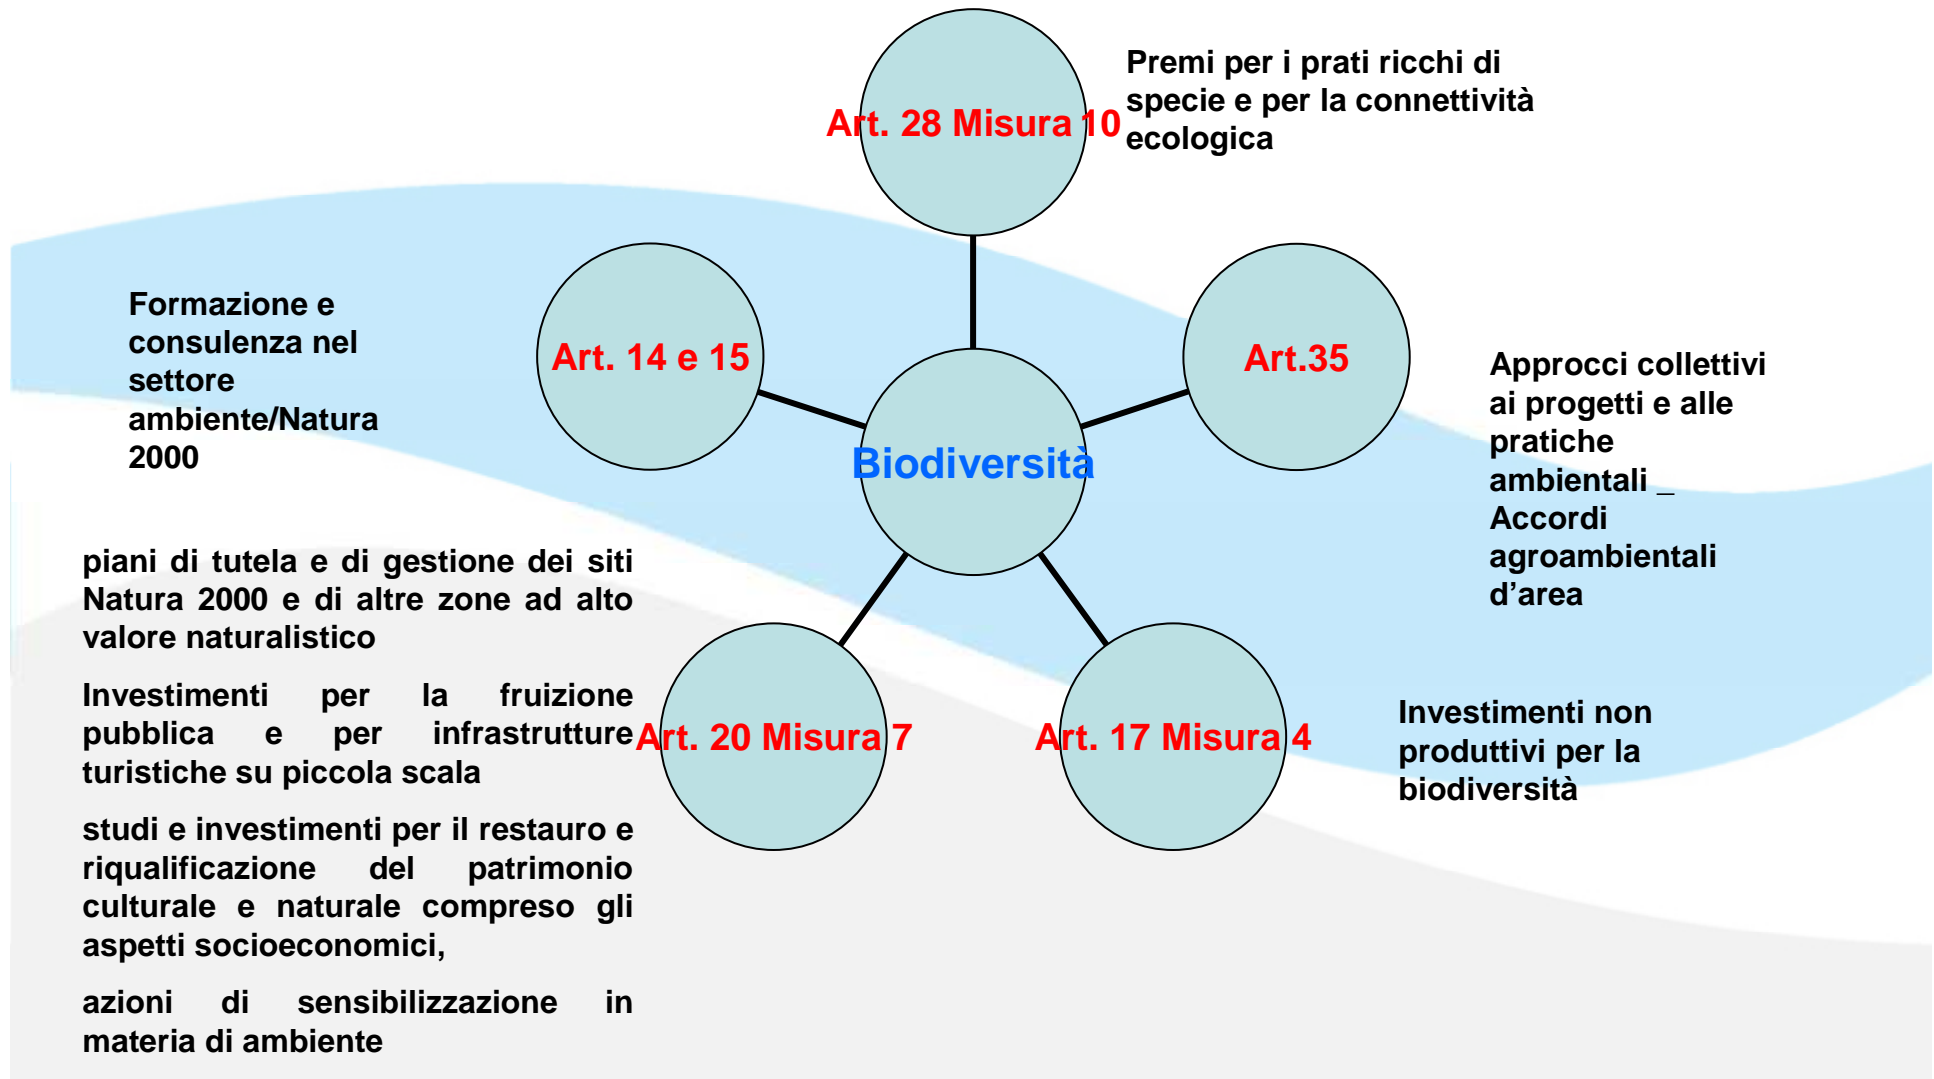 Art. 28 Misura 10
Premi per i prati ricchi di
specie e per la connettività
ecologica
Formazione e
consulenza nel
settore
ambiente/Natura
2000
Art. 14 e 15
Art.35
Approcci collettivi
ai progetti e alle
pratiche
ambientali _
Accordi
agroambientali
d’area
Biodiversità
piani di tutela e di gestione dei siti
Natura 2000 e di altre zone ad alto
valore naturalistico
Investimenti per la fruizione
pubblica e per infrastrutture
turistiche su piccola scala
studi e investimenti per il restauro e
riqualificazione del patrimonio
culturale e naturale compreso gli
aspetti socioeconomici,
azioni di sensibilizzazione in
materia di ambiente
Art. 20 Misura 7
Art. 17 Misura 4
Investimenti non
produttivi per la
biodiversità